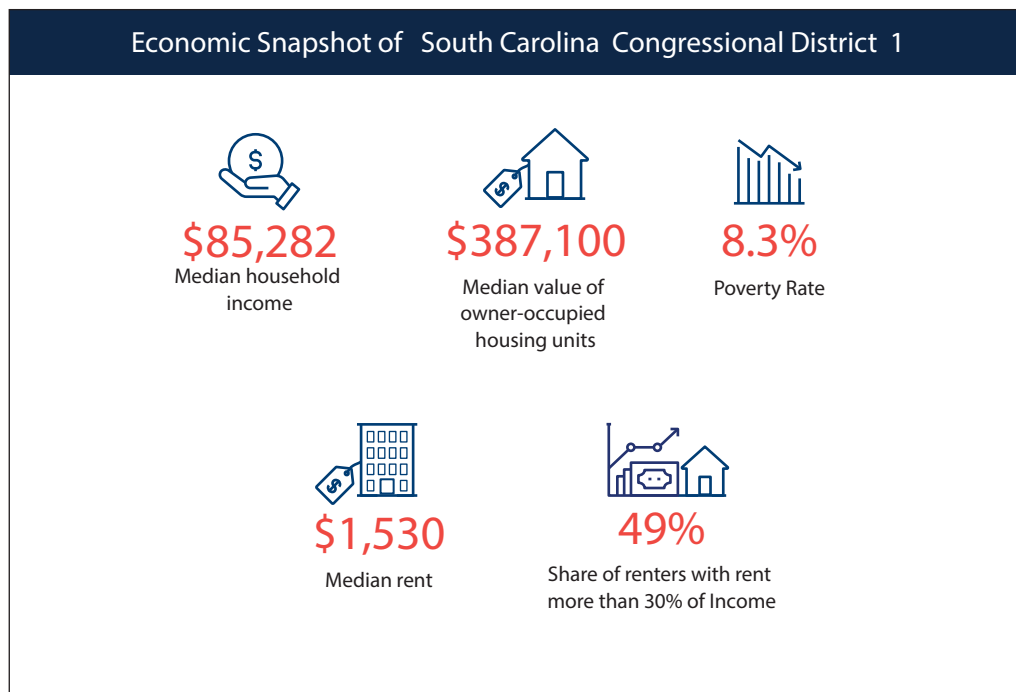 Economic Snapshot of South Carolina Congressional District 1
$
$85,282
Median household
income
$
$387,100
Median value of
owner-occupied
housing units
8.3%
Poverty Rate
$
$1,530
Median rent
49%
Share of renters with rent
more than 30% of Income